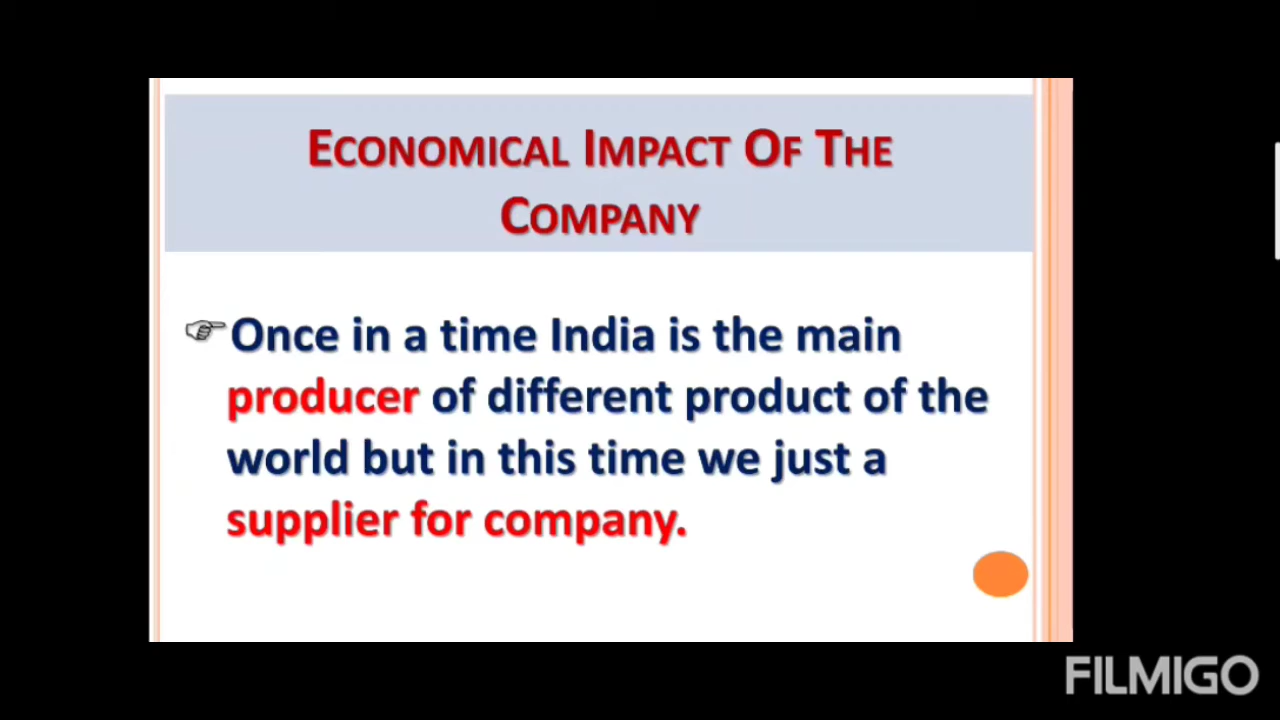 ECONOMICAL IMPACT OF THE
COMPANY
☞Once in a time India is the main
producer of different product of the
world but in this time we just a
supplier for company.
FILMIGO